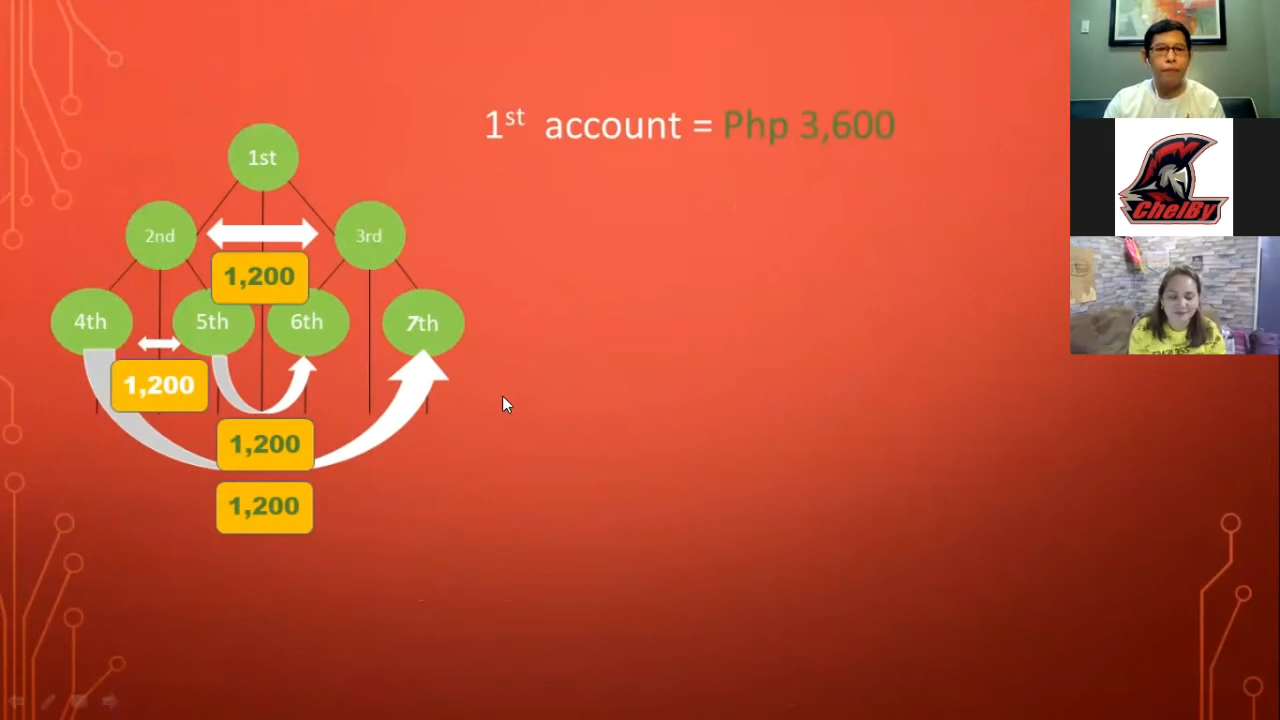 1st account = Php 3,600
1st
2nd
3rd
1,200
4th
5th
6th
7th
1,200
1,200
1,200
ChelBy